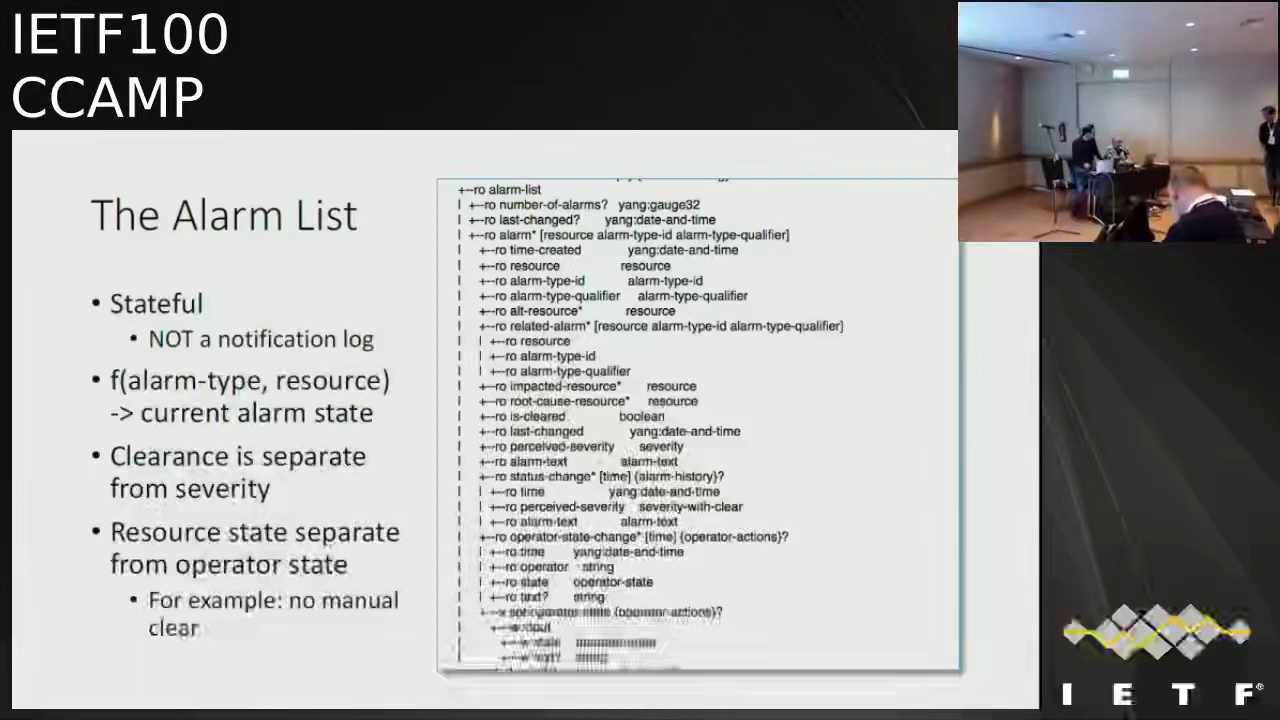 IETF100
CCAMP
The Alarm List
• Stateful
• NOT a notification log
• f(alarm-type, resource)
-> current alarm state
• Clearance is separate
from severity
• Resource state separate
from operator state
• For example: no manual
clear
+--ro alarm-list
| +--ro number-of-alarms? yang:gauge32
| +--ro last-changed? yang:date-and-time
| +--ro alarm* [resource alarm-type-id alarm-type-qualifier]
| +--ro time-created yang:date-and-time
| +--ro resource resource
| +--ro alarm-type-id alarm-type-id
| +--ro alarm-type-qualifier alarm-type-qualifier
| +--ro alt-resource* resource
| +--ro related-alarm* [resource alarm-type-id alarm-type-qualifier]
| | +--ro resource
| | +--ro alarm-type-id
| | +--ro alarm-type-qualifier
| +--ro impacted-resource* resource
| +--ro root-cause-resource* resource
| +--ro is-cleared boolean
| +--ro last-changed yang:date-and-time
| +--ro perceived-severity severity
| +--ro alarm-text alarm-text
| +--ro status-change* [time] {alarm-history}?
| | +--ro time yang:date-and-time
| | +--ro perceived-severity severity-with-clear
| | +--ro alarm-text alarm-text
| +--ro operator-state-change* [time] {operator-actions}?
| | +--ro time yang:date-and-time
| | +--ro operator string
| | +--ro state operator-state
| | +--ro text? string
{operator-actions}?
IETF®